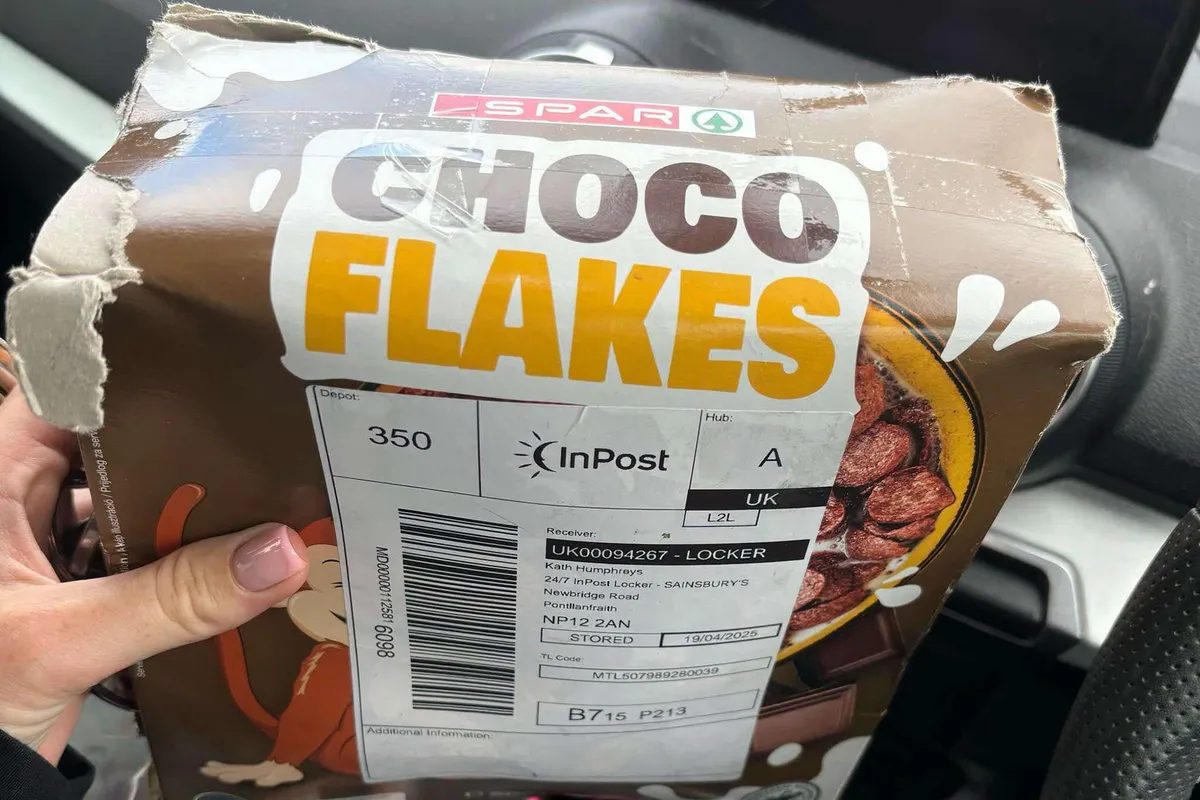 SPAR
CHOCO
FLAKES
Depot:
350
InPost
Hub:
A
UK
L2L
Receiver:
UK00094267 - LOCKER
Kath Humphreys
24/7 InPost Locker - SAINSBURY'S
Newbridge Road
Pontllanfraith
NP12 2AN
STORED
19/04/2025
TL Code:
MTL507989280039
B715 P213
Additional Information: